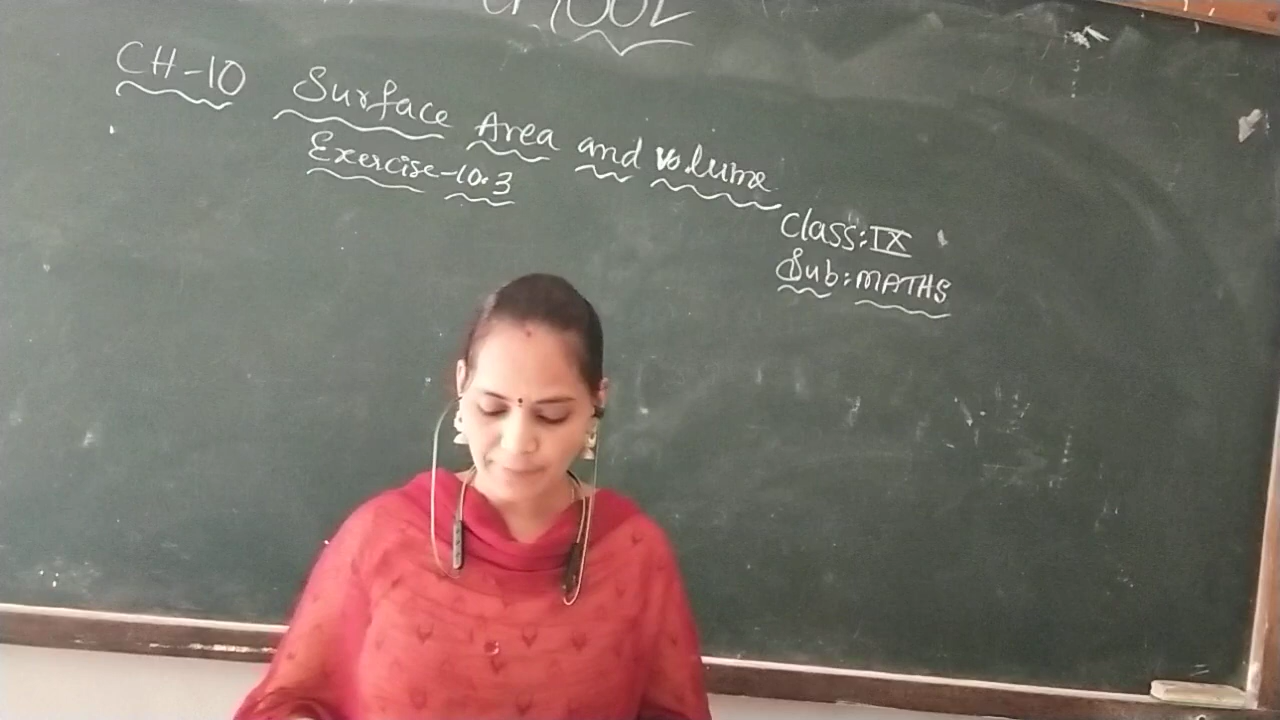 CH-10 Surface Area and volume
Exercise-10.3
Class: IX
Sub: MATHS